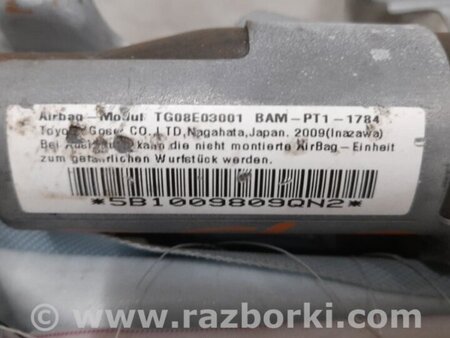 Airbag-Modul TG08E03001 BAM-PT1-1784
Toyoda Gosei CO.,LTD,Nagahata,Japan. 2009(Inazawa)
Bei kann die nicht montierte AirBag-Einheit
zum gefährlichen Wurfstück werden.
*5B1009809QN2*
www.razborki.com